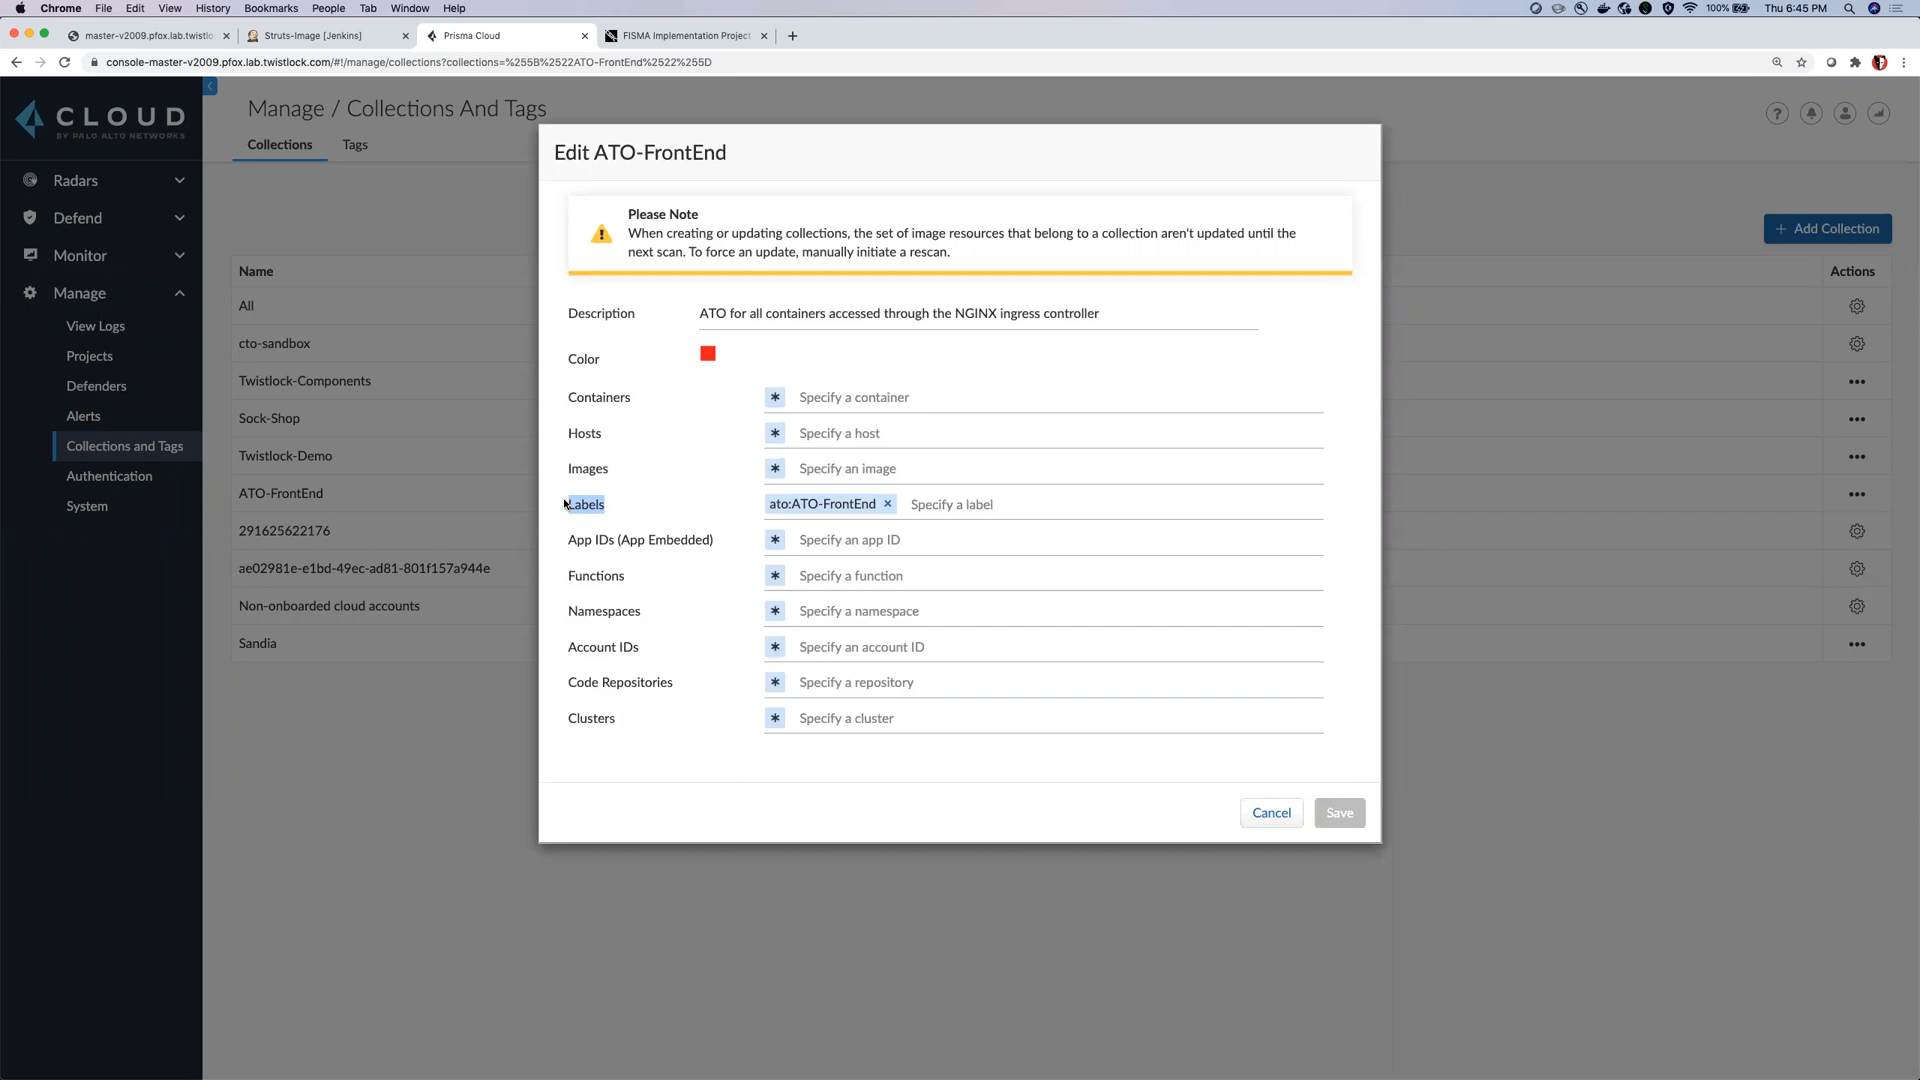 Chrome File Edit View History Bookmarks People Tab Window Help 100% Thu 6:45 PM
master-v2009.pfox.lab.twistlo Struts-Image [Jenkins] Prisma Cloud FISMA Implementation Project
console-master-v2009.pfox.lab.twistlock.com/#!/manage/collections?collections=%255B%2522ATO-FrontEnd%2522%255D
CLOUD
BY PALO ALTO NETWORKS
Radars
Defend
Monitor
Manage
View Logs
Projects
Defenders
Alerts
Collections and Tags
Authentication
System
Manage / Collections And Tags
Collections Tags
+ Add Collection
Name Actions
All
cto-sandbox
Twistlock-Components
Sock-Shop
Twistlock-Demo
ATO-FrontEnd
291625622176
ae02981e-e1bd-49ec-ad81-801f157a944e
Non-onboarded cloud accounts
Sandia
Edit ATO-FrontEnd
Please Note
When creating or updating collections, the set of image resources that belong to a collection aren't updated until the
next scan. To force an update, manually initiate a rescan.
Description ATO for all containers accessed through the NGINX ingress controller
Color
Containers * Specify a container
Hosts * Specify a host
Images * Specify an image
Labels ato:ATO-FrontEnd × Specify a label
App IDs (App Embedded) * Specify an app ID
Functions * Specify a function
Namespaces * Specify a namespace
Account IDs * Specify an account ID
Code Repositories * Specify a repository
Clusters * Specify a cluster
Cancel Save